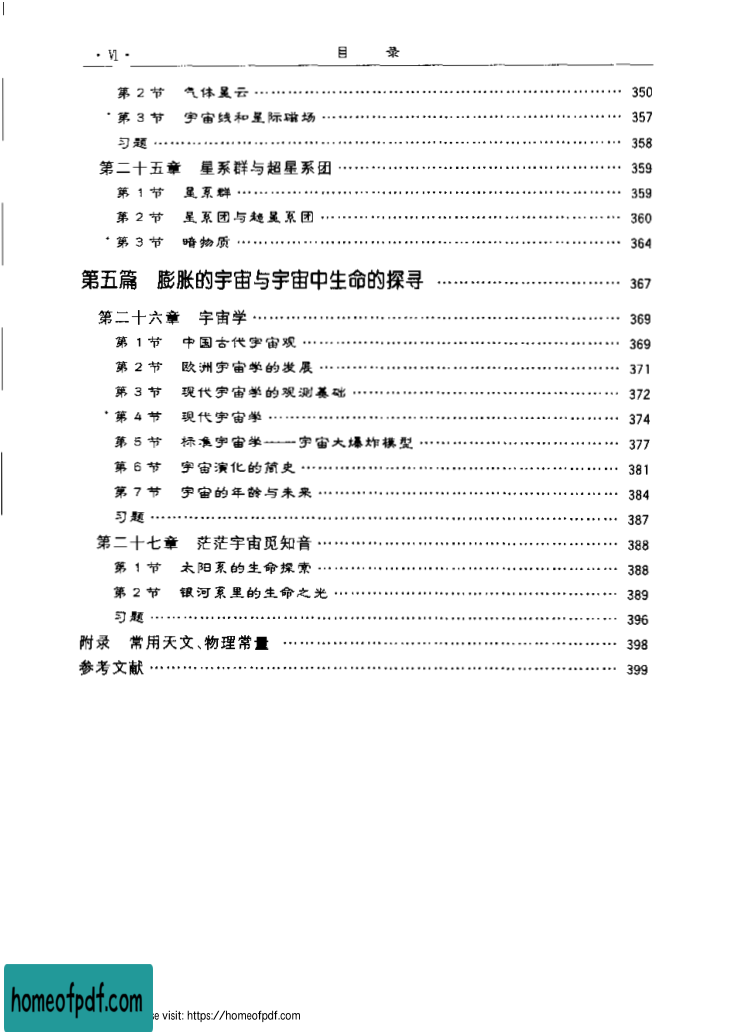 · Ⅵ · 目 录
第 2 节 气体星云 …… 350
*第 3 节 宇宙线和星际磁场 …… 357
习题 …… 358
第二十五章 星系群与超星系团 …… 359
第 1 节 星系群 …… 359
第 2 节 星系团与超星系团 …… 360
*第 3 节 暗物质 …… 364
第五篇 膨胀的宇宙与宇宙中生命的探寻 …… 367
第二十六章 宇宙学 …… 369
第 1 节 中国古代宇宙观 …… 369
第 2 节 欧洲宇宙学的发展 …… 371
第 3 节 现代宇宙学的观测基础 …… 372
*第 4 节 现代宇宙学 …… 374
第 5 节 标准宇宙学——宇宙大爆炸模型 …… 377
第 6 节 宇宙演化的简史 …… 381
第 7 节 宇宙的年龄与未来 …… 384
习题 …… 387
第二十七章 茫茫宇宙觅知音 …… 388
第 1 节 太阳系的生命探索 …… 388
第 2 节 银河系里的生命之光 …… 389
习题 …… 396
附录 常用天文、物理常量 …… 398
参考文献 …… 399
homeofpdf.com
visit: https://homeofpdf.com